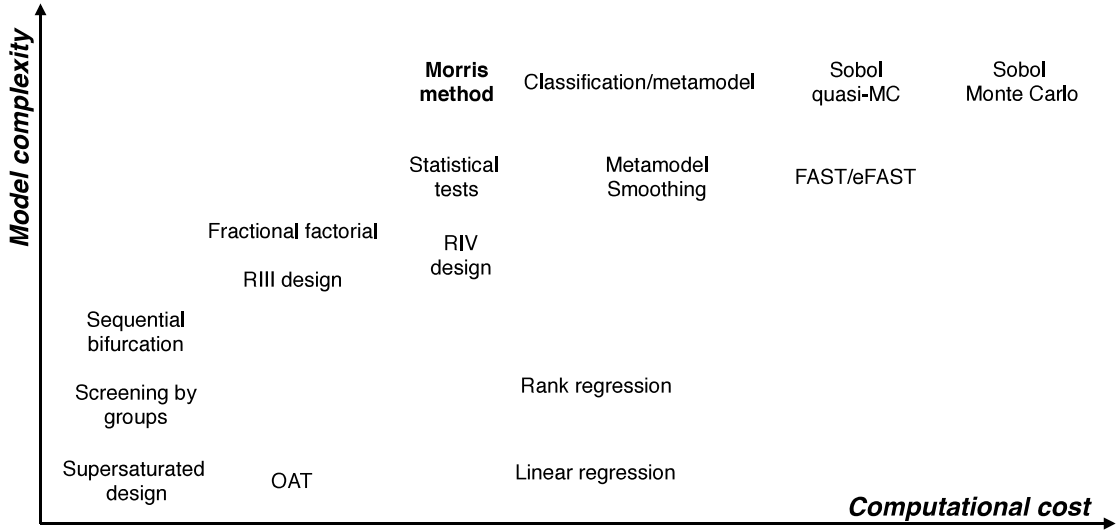 Model complexity
Morris
method
Classification/metamodel
Sobol
quasi-MC
Sobol
Monte Carlo
Statistical
tests
Metamodel
Smoothing
FAST/eFAST
Fractional factorial
RIV
design
RIII design
Sequential
bifurcation
Screening by
groups
Rank regression
Supersaturated
design
OAT
Linear regression
Computational cost